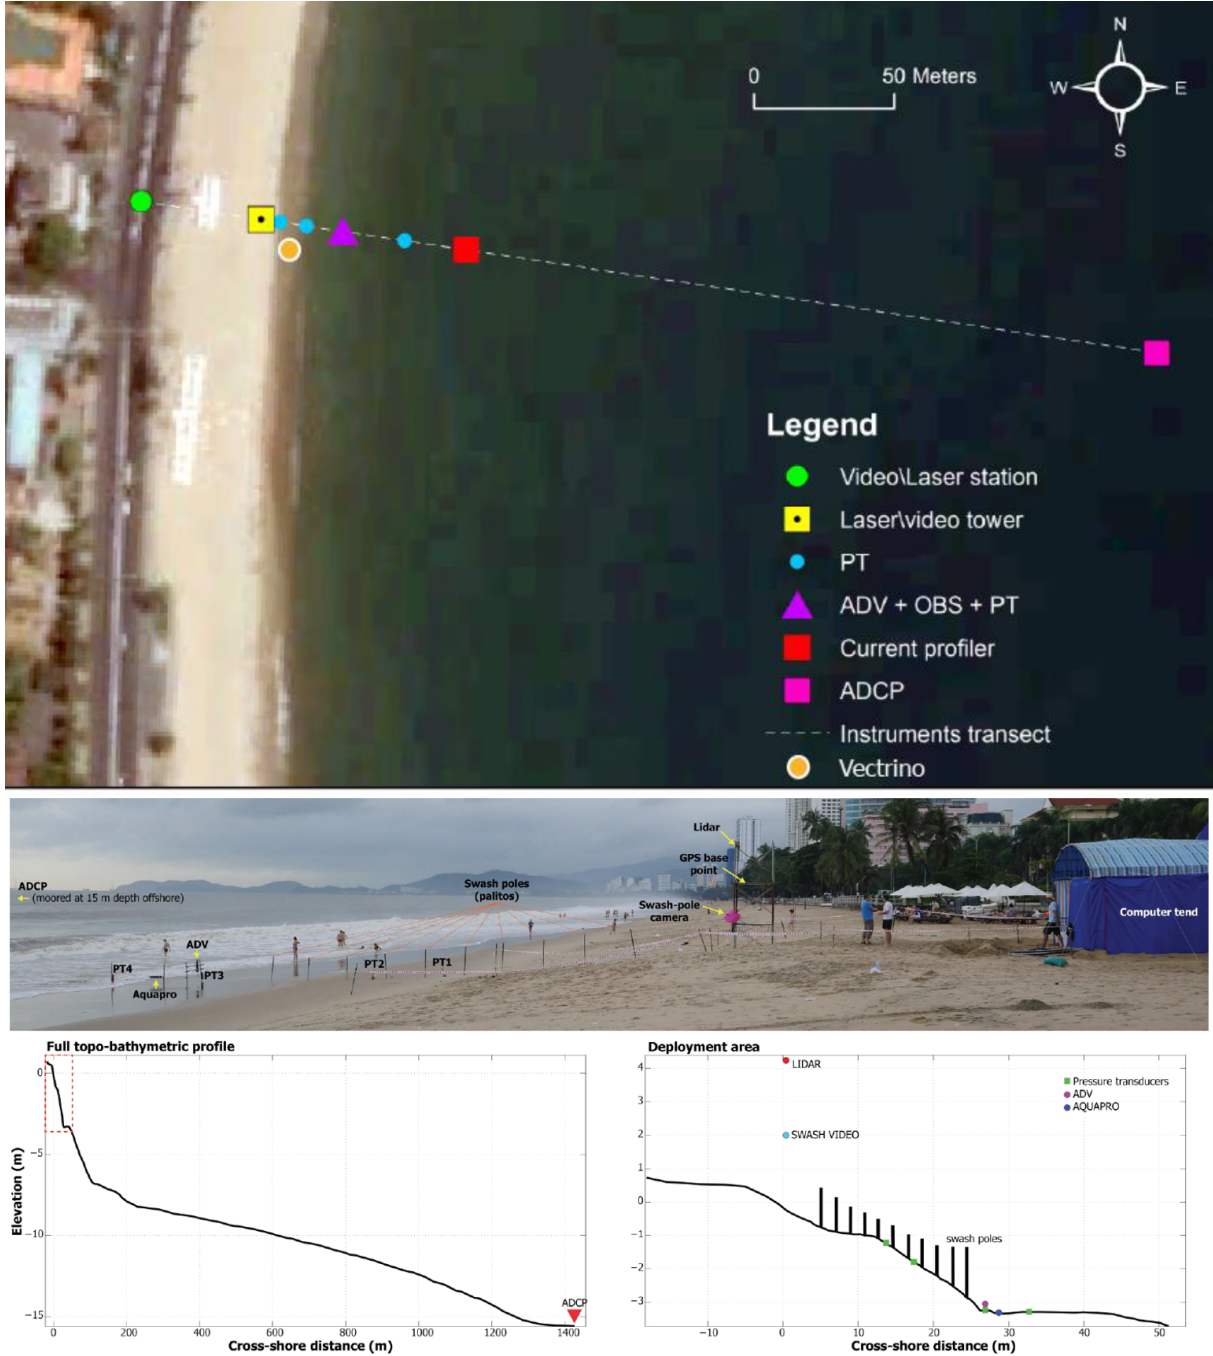 N
W E
S
0 50 Meters
Legend
Video\Laser station
Laser\video tower
PT
ADV + OBS + PT
Current profiler
ADCP
Instruments transect
Vectrino
Lidar
GPS base
point
Swash-pole
camera
Swash poles
(palitos)
ADCP
(moored at 15 m depth offshore)
Computer tend
ADV
PT4
PT3
PT2
PT1
Aquapro
Full topo-bathymetric profile
Elevation (m)
0
−5
−10
−15
ADCP
0 200 400 600 800 1000 1200 1400
Cross-shore distance (m)
Deployment area
4
3
2
1
0
−1
−2
−3
LIDAR
SWASH VIDEO
Pressure transducers
ADV
AQUAPRO
swash poles
−10 0 10 20 30 40 50
Cross-shore distance (m)